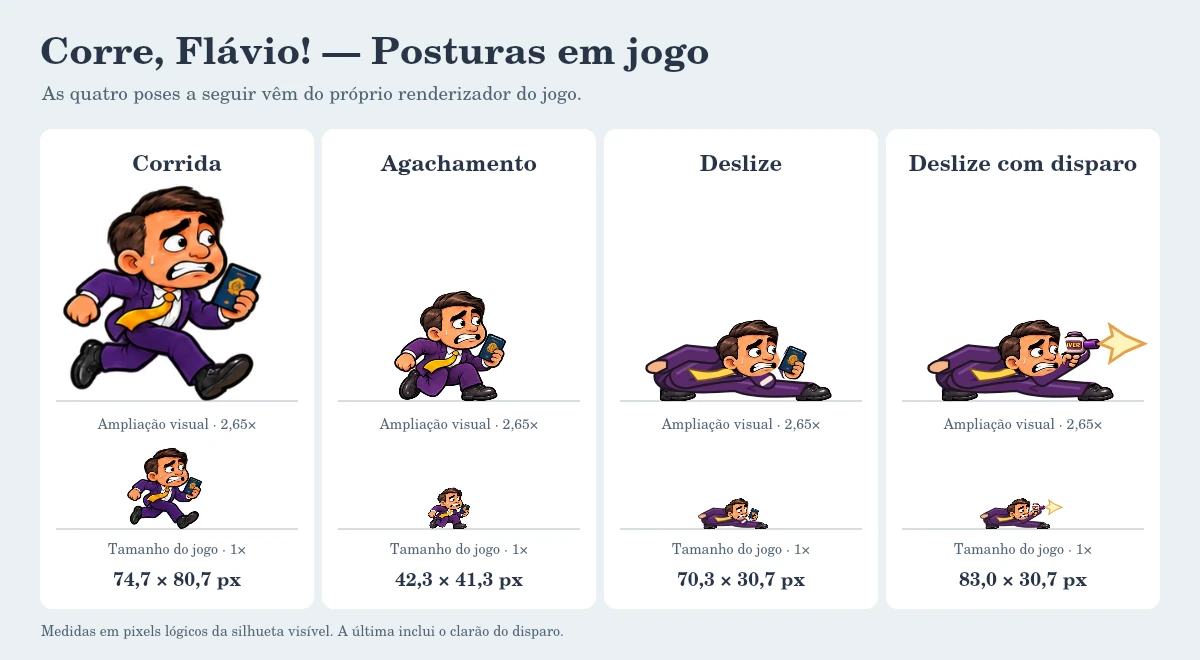 Corre, Flávio! — Posturas em jogo
As quatro poses a seguir vêm do próprio renderizador do jogo.
Corrida
Ampliação visual · 2,65×
Tamanho do jogo · 1×
74,7 × 80,7 px
Agachamento
Ampliação visual · 2,65×
Tamanho do jogo · 1×
42,3 × 41,3 px
Deslize
Ampliação visual · 2,65×
Tamanho do jogo · 1×
70,3 × 30,7 px
Deslize com disparo
IVER
Ampliação visual · 2,65×
Tamanho do jogo · 1×
83,0 × 30,7 px
Medidas em pixels lógicos da silhueta visível. A última inclui o clarão do disparo.